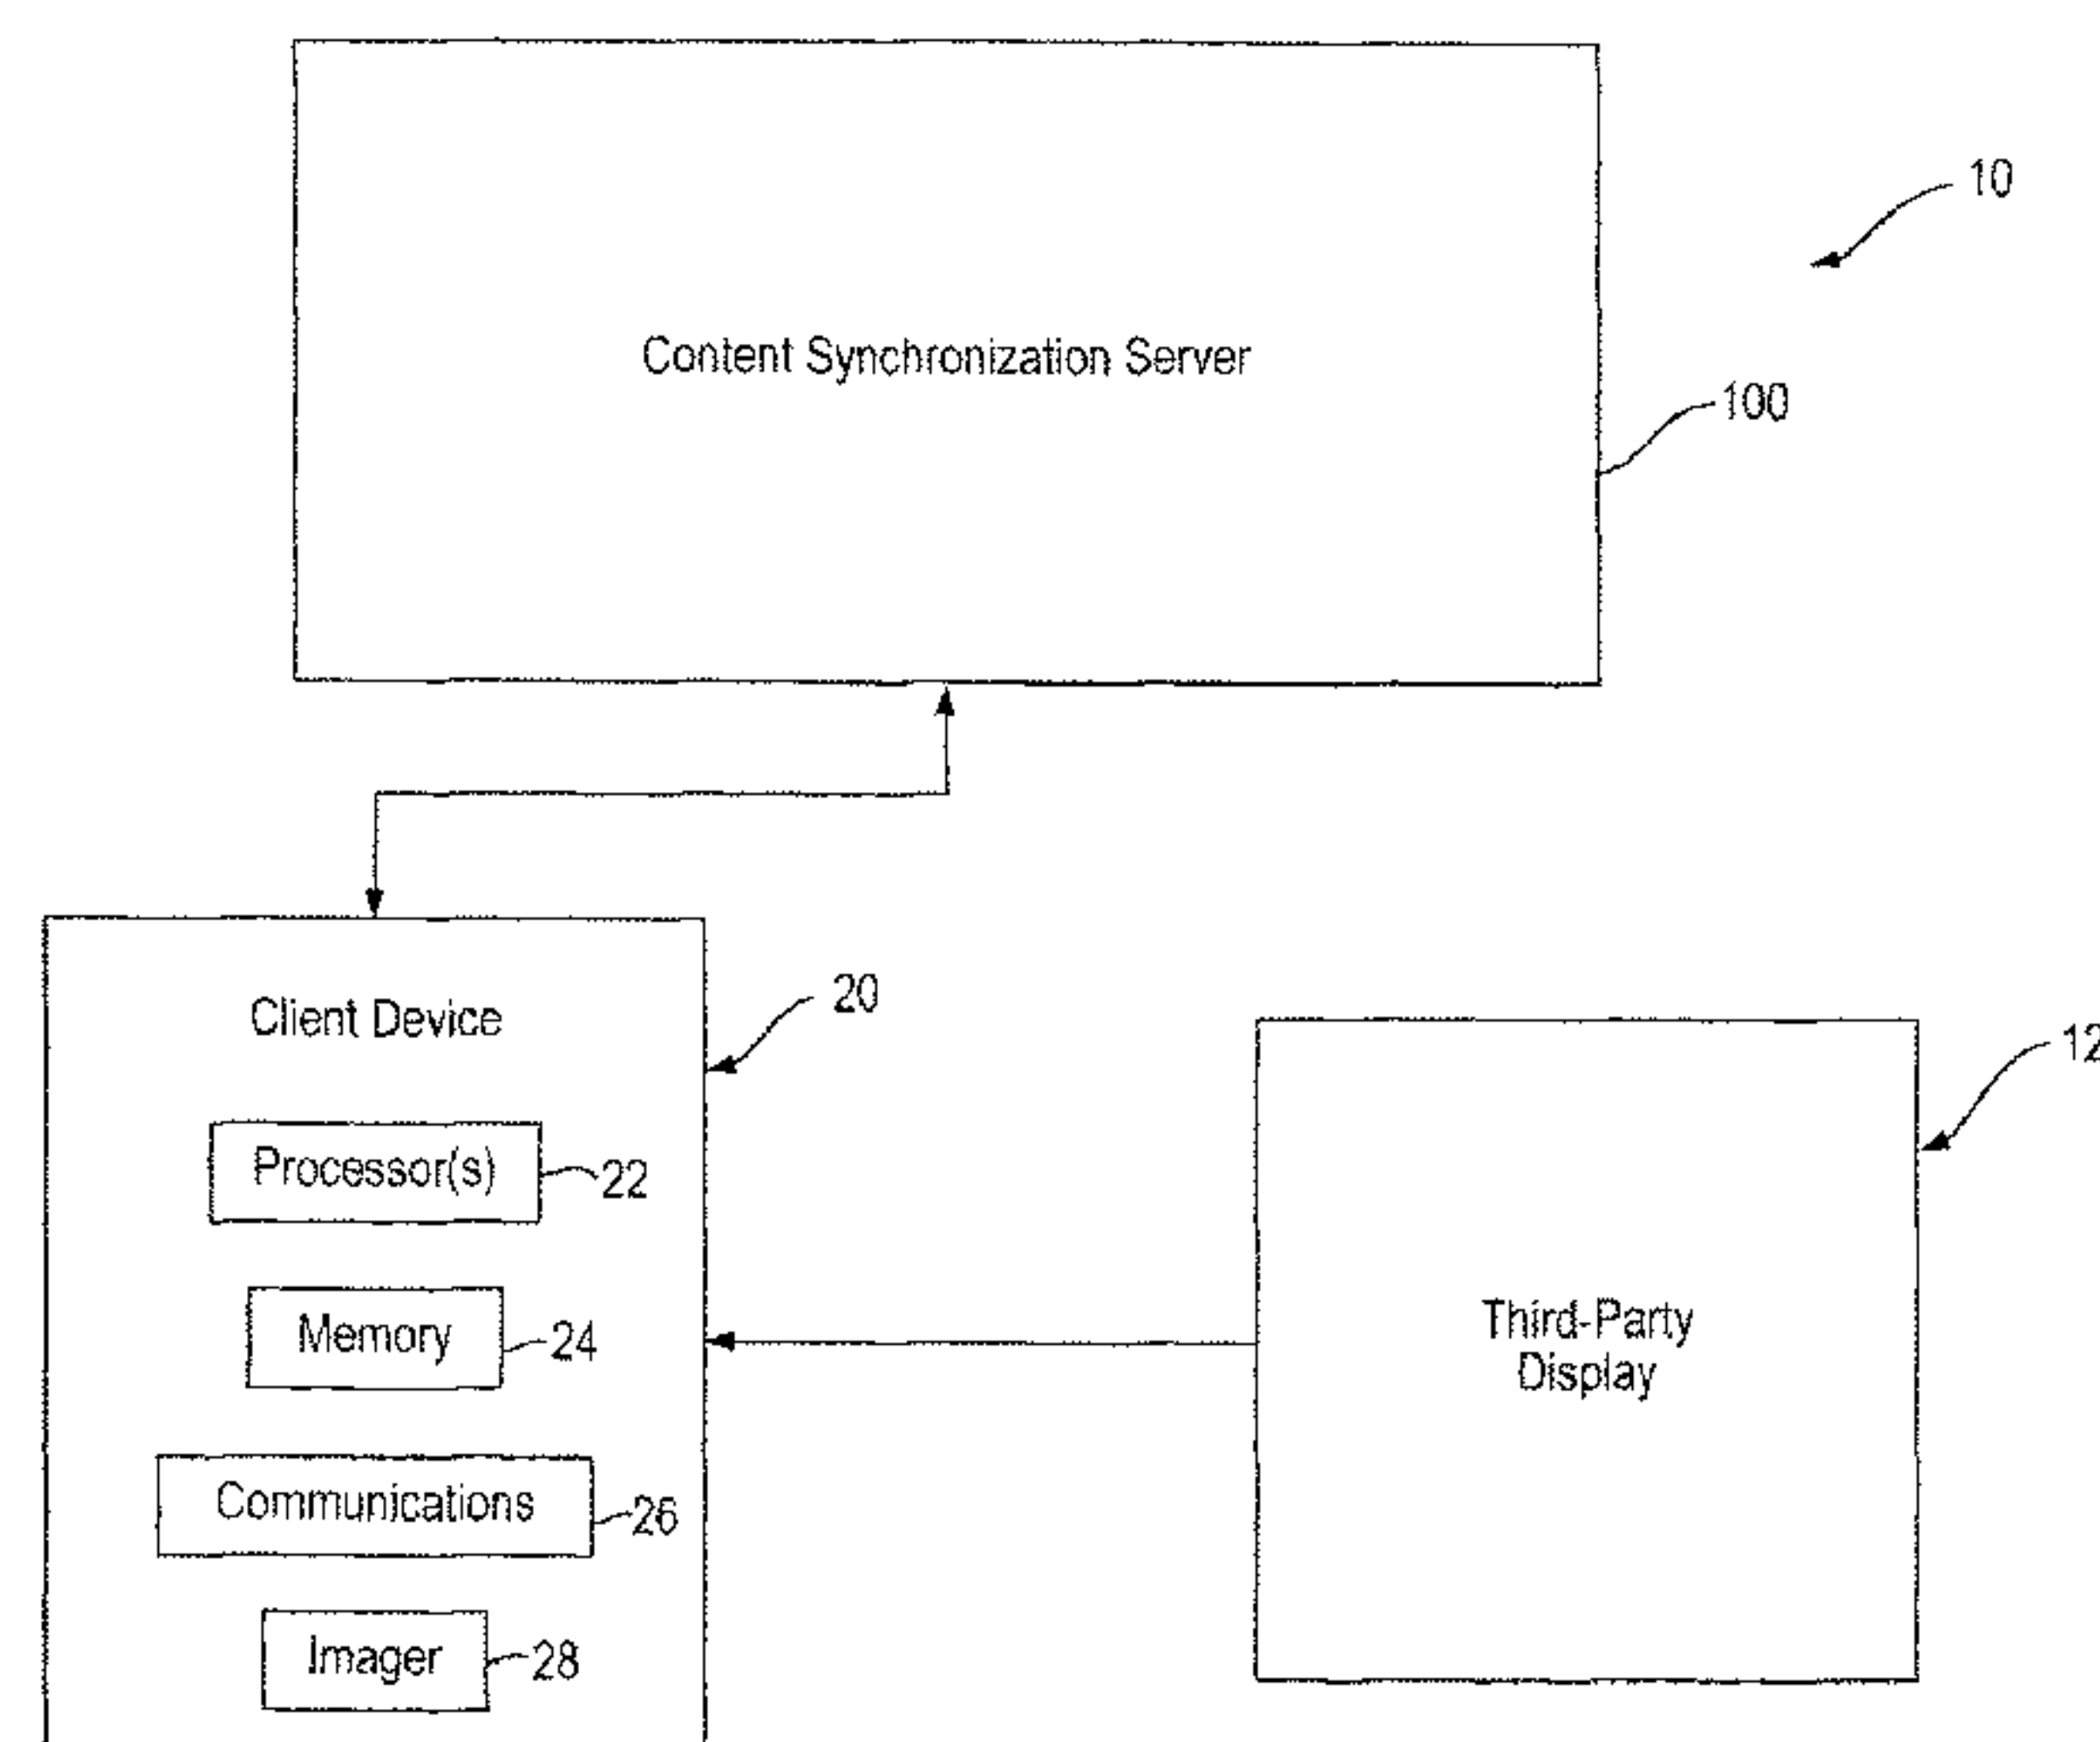 10
Content Synchronization Server
100
Client Device
20
12
Processor(s)
22
Memory
24
Third-Party
Display
Communications
26
Imager
28